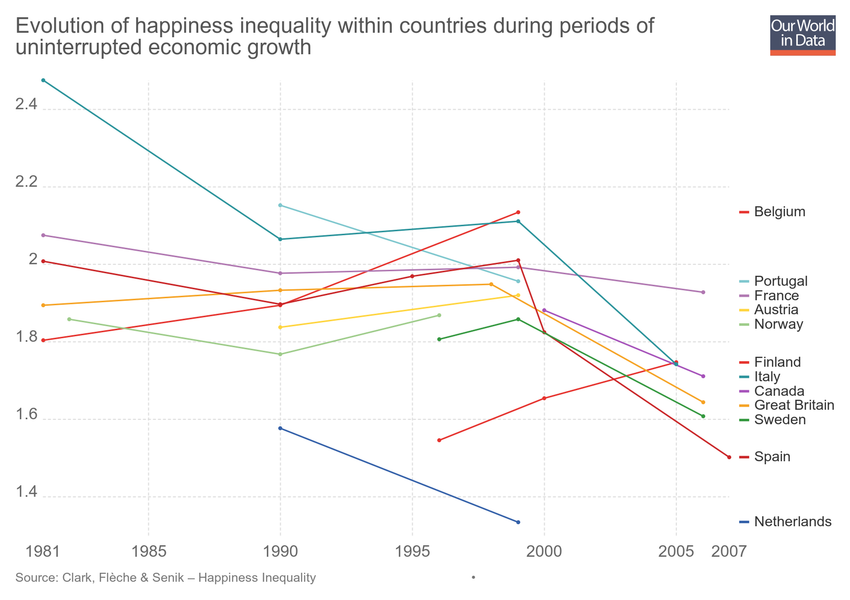 Evolution of happiness inequality within countries during periods of
uninterrupted economic growth
Our World
in Data
2.4
2.2
2
1.8
1.6
1.4
Belgium
Portugal
France
Austria
Norway
Finland
Italy
Canada
Great Britain
Sweden
Spain
Netherlands
1981 1985 1990 1995 2000 2005 2007
Source: Clark, Flèche & Senik – Happiness Inequality